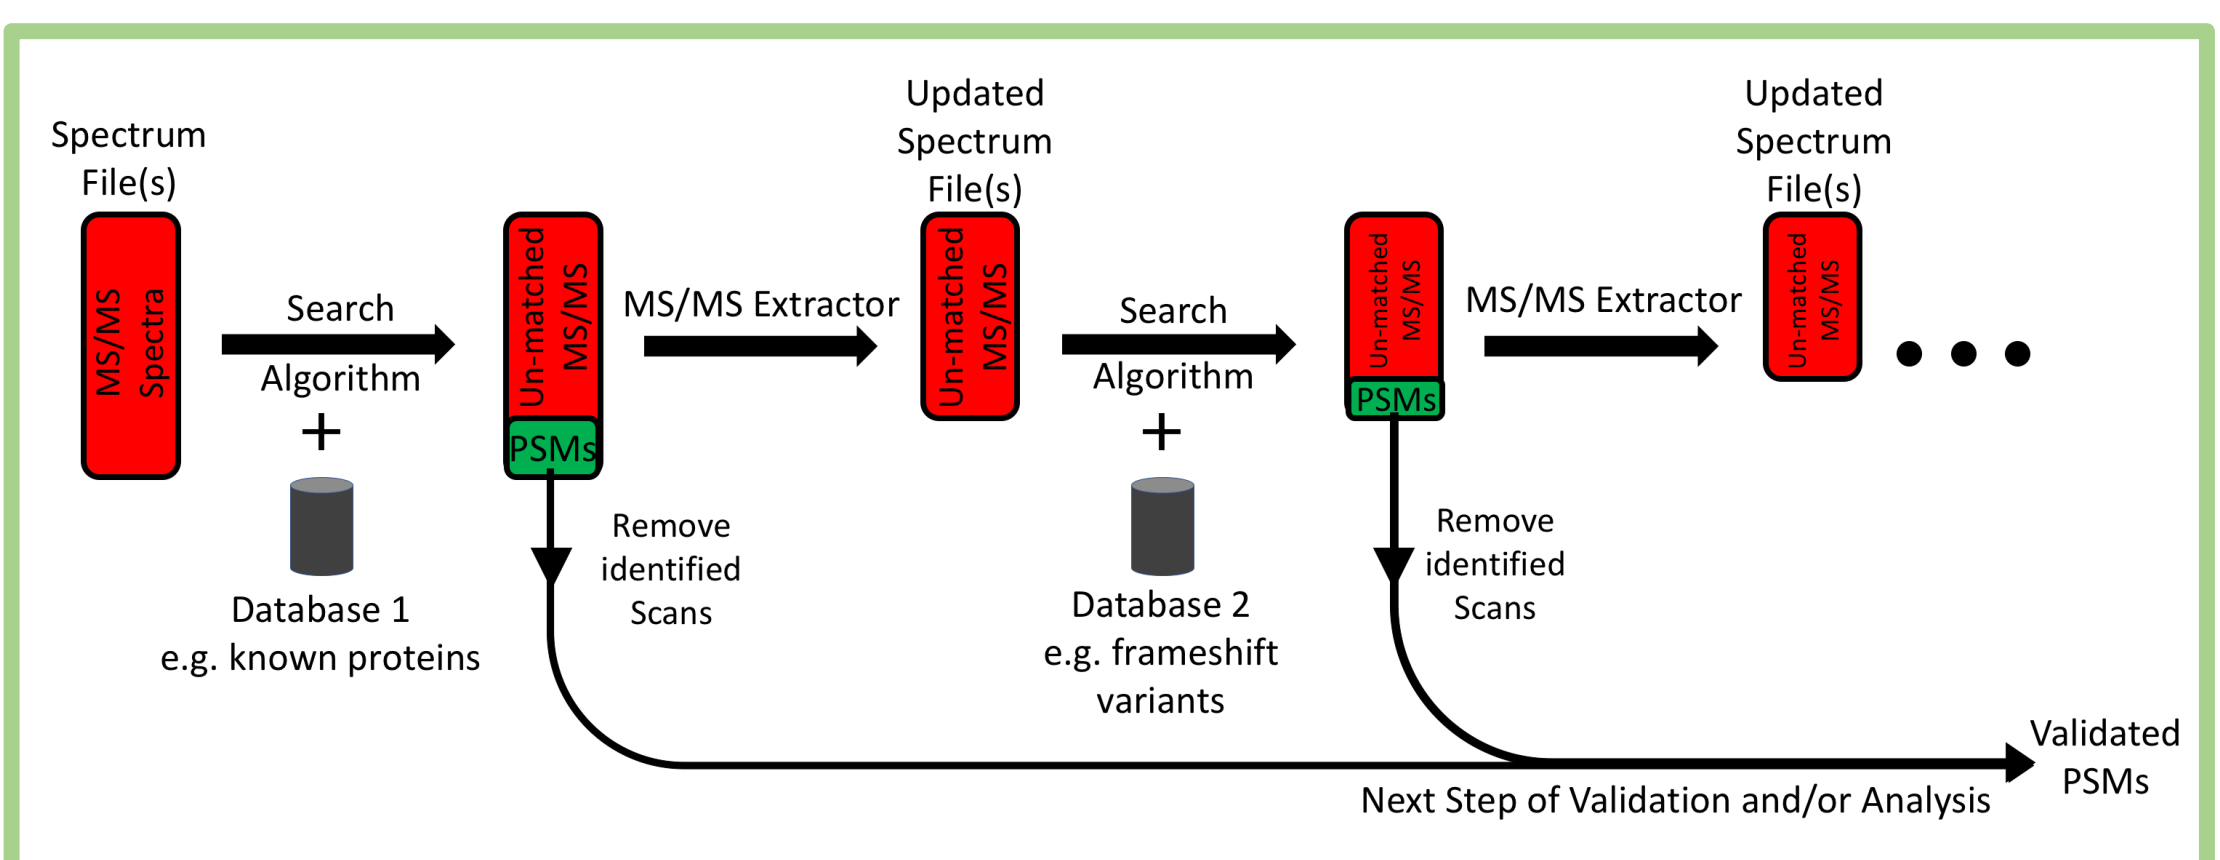 Spectrum
File(s)
MS/MS
Spectra
Search
Algorithm
+
Database 1
e.g. known proteins
Un-matched
MS/MS
PSMs
Remove
identified
Scans
MS/MS Extractor
Updated
Spectrum
File(s)
Un-matched
MS/MS
Search
Algorithm
+
Database 2
e.g. frameshift
variants
Un-matched
MS/MS
PSMs
Remove
identified
Scans
MS/MS Extractor
Updated
Spectrum
File(s)
Un-matched
MS/MS
Next Step of Validation and/or Analysis
Validated
PSMs